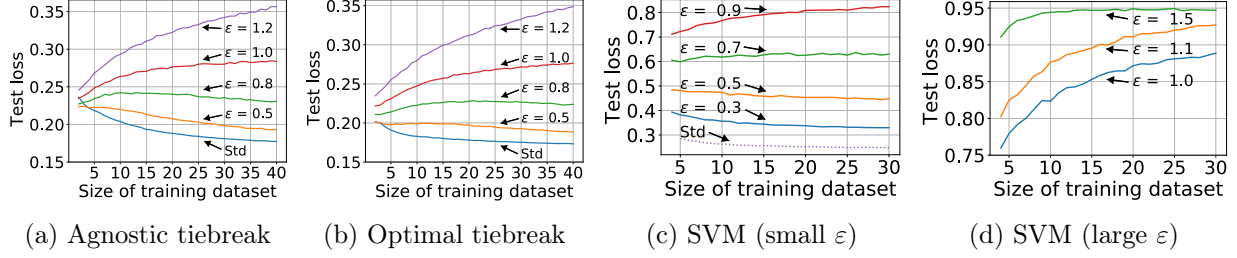 Test loss
0.35
0.30
0.25
0.20
0.15
ε = 1.2
ε = 1.0
ε = 0.8
ε = 0.5
Std
5 10 15 20 25 30 35 40
Size of training dataset
(a) Agnostic tiebreak
Test loss
0.35
0.30
0.25
0.20
0.15
ε = 1.2
ε = 1.0
ε = 0.8
ε = 0.5
Std
5 10 15 20 25 30 35 40
Size of training dataset
(b) Optimal tiebreak
Test loss
0.8
0.7
0.6
0.5
0.4
0.3
ε = 0.9
ε = 0.7
ε = 0.5
ε = 0.3
Std
5 10 15 20 25 30
Size of training dataset
(c) SVM (small ε)
Test loss
0.95
0.90
0.85
0.80
0.75
ε = 1.5
ε = 1.1
ε = 1.0
5 10 15 20 25 30
Size of training dataset
(d) SVM (large ε)